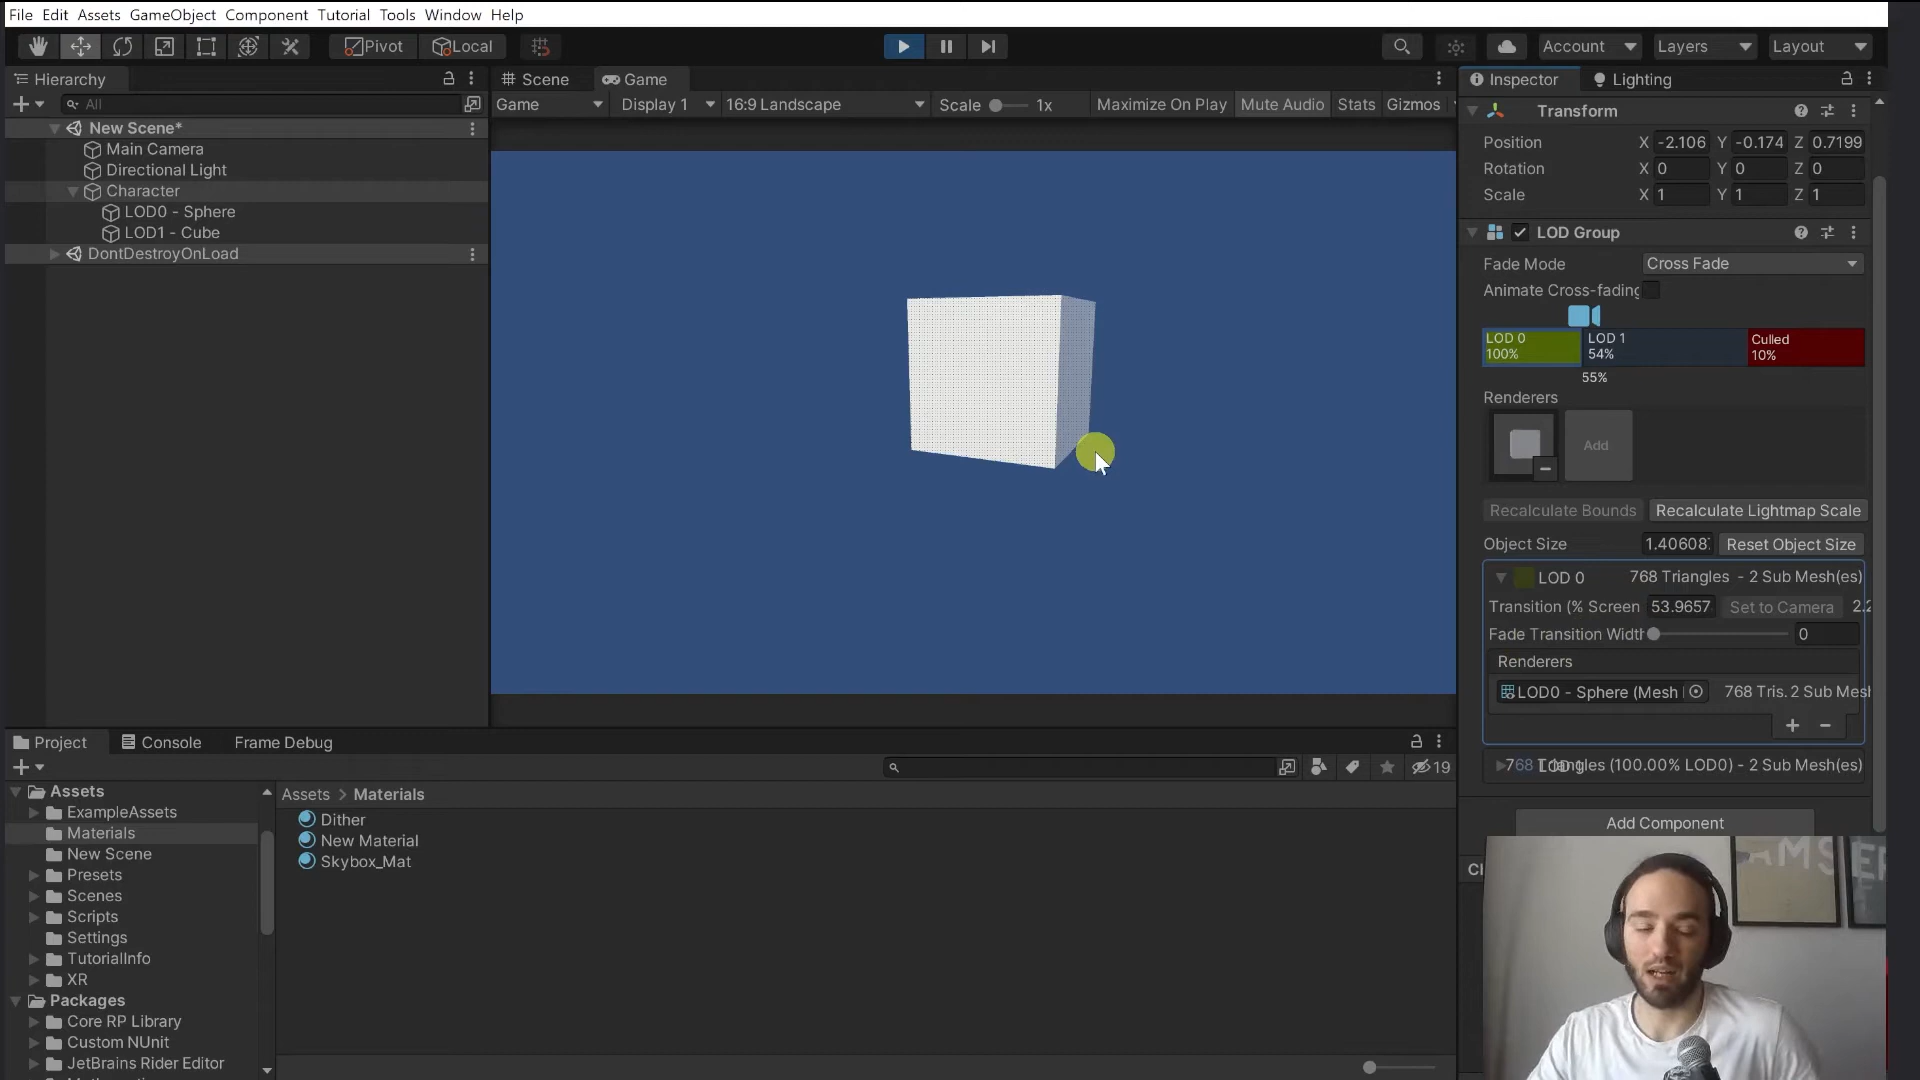 File Edit Assets GameObject Component Tutorial Tools Window Help
Pivot Local Account Layers Layout
Hierarchy
All
New Scene*
Main Camera
Directional Light
Character
LOD0 - Sphere
LOD1 - Cube
DontDestroyOnLoad
Scene Game
Game Display 1 16:9 Landscape Scale 1x Maximize On Play Mute Audio Stats Gizmos
Inspector Lighting
Transform
Position X -2.106 Y -0.174 Z 0.7199
Rotation X 0 Y 0 Z 0
Scale X 1 Y 1 Z 1
LOD Group
Fade Mode Cross Fade
Animate Cross-fading
LOD 0 LOD 1 Culled
100% 54% 10%
55%
Renderers
Add
Recalculate Bounds Recalculate Lightmap Scale
Object Size 1.40608 Reset Object Size
LOD 0 768 Triangles - 2 Sub Mesh(es)
Transition (% Screen 53.9657 Set to Camera 2.2
Fade Transition Width 0
Renderers
LOD0 - Sphere (Mesh 768 Tris. 2 Sub Mesh
768 Triangles (100.00% LOD0) - 2 Sub Mesh(es)
Add Component
Project Console Frame Debug
19
Assets
ExampleAssets
Materials
New Scene
Presets
Scenes
Scripts
Settings
TutorialInfo
XR
Packages
Core RP Library
Custom NUnit
JetBrains Rider Editor
Assets > Materials
Dither
New Material
Skybox_Mat